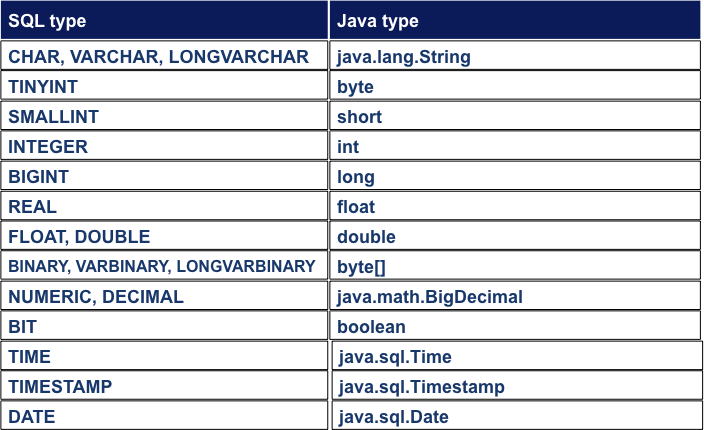 SQL type Java type
CHAR, VARCHAR, LONGVARCHAR java.lang.String
TINYINT byte
SMALLINT short
INTEGER int
BIGINT long
REAL float
FLOAT, DOUBLE double
BINARY, VARBINARY, LONGVARBINARY byte[]
NUMERIC, DECIMAL java.math.BigDecimal
BIT boolean
TIME java.sql.Time
TIMESTAMP java.sql.Timestamp
DATE java.sql.Date